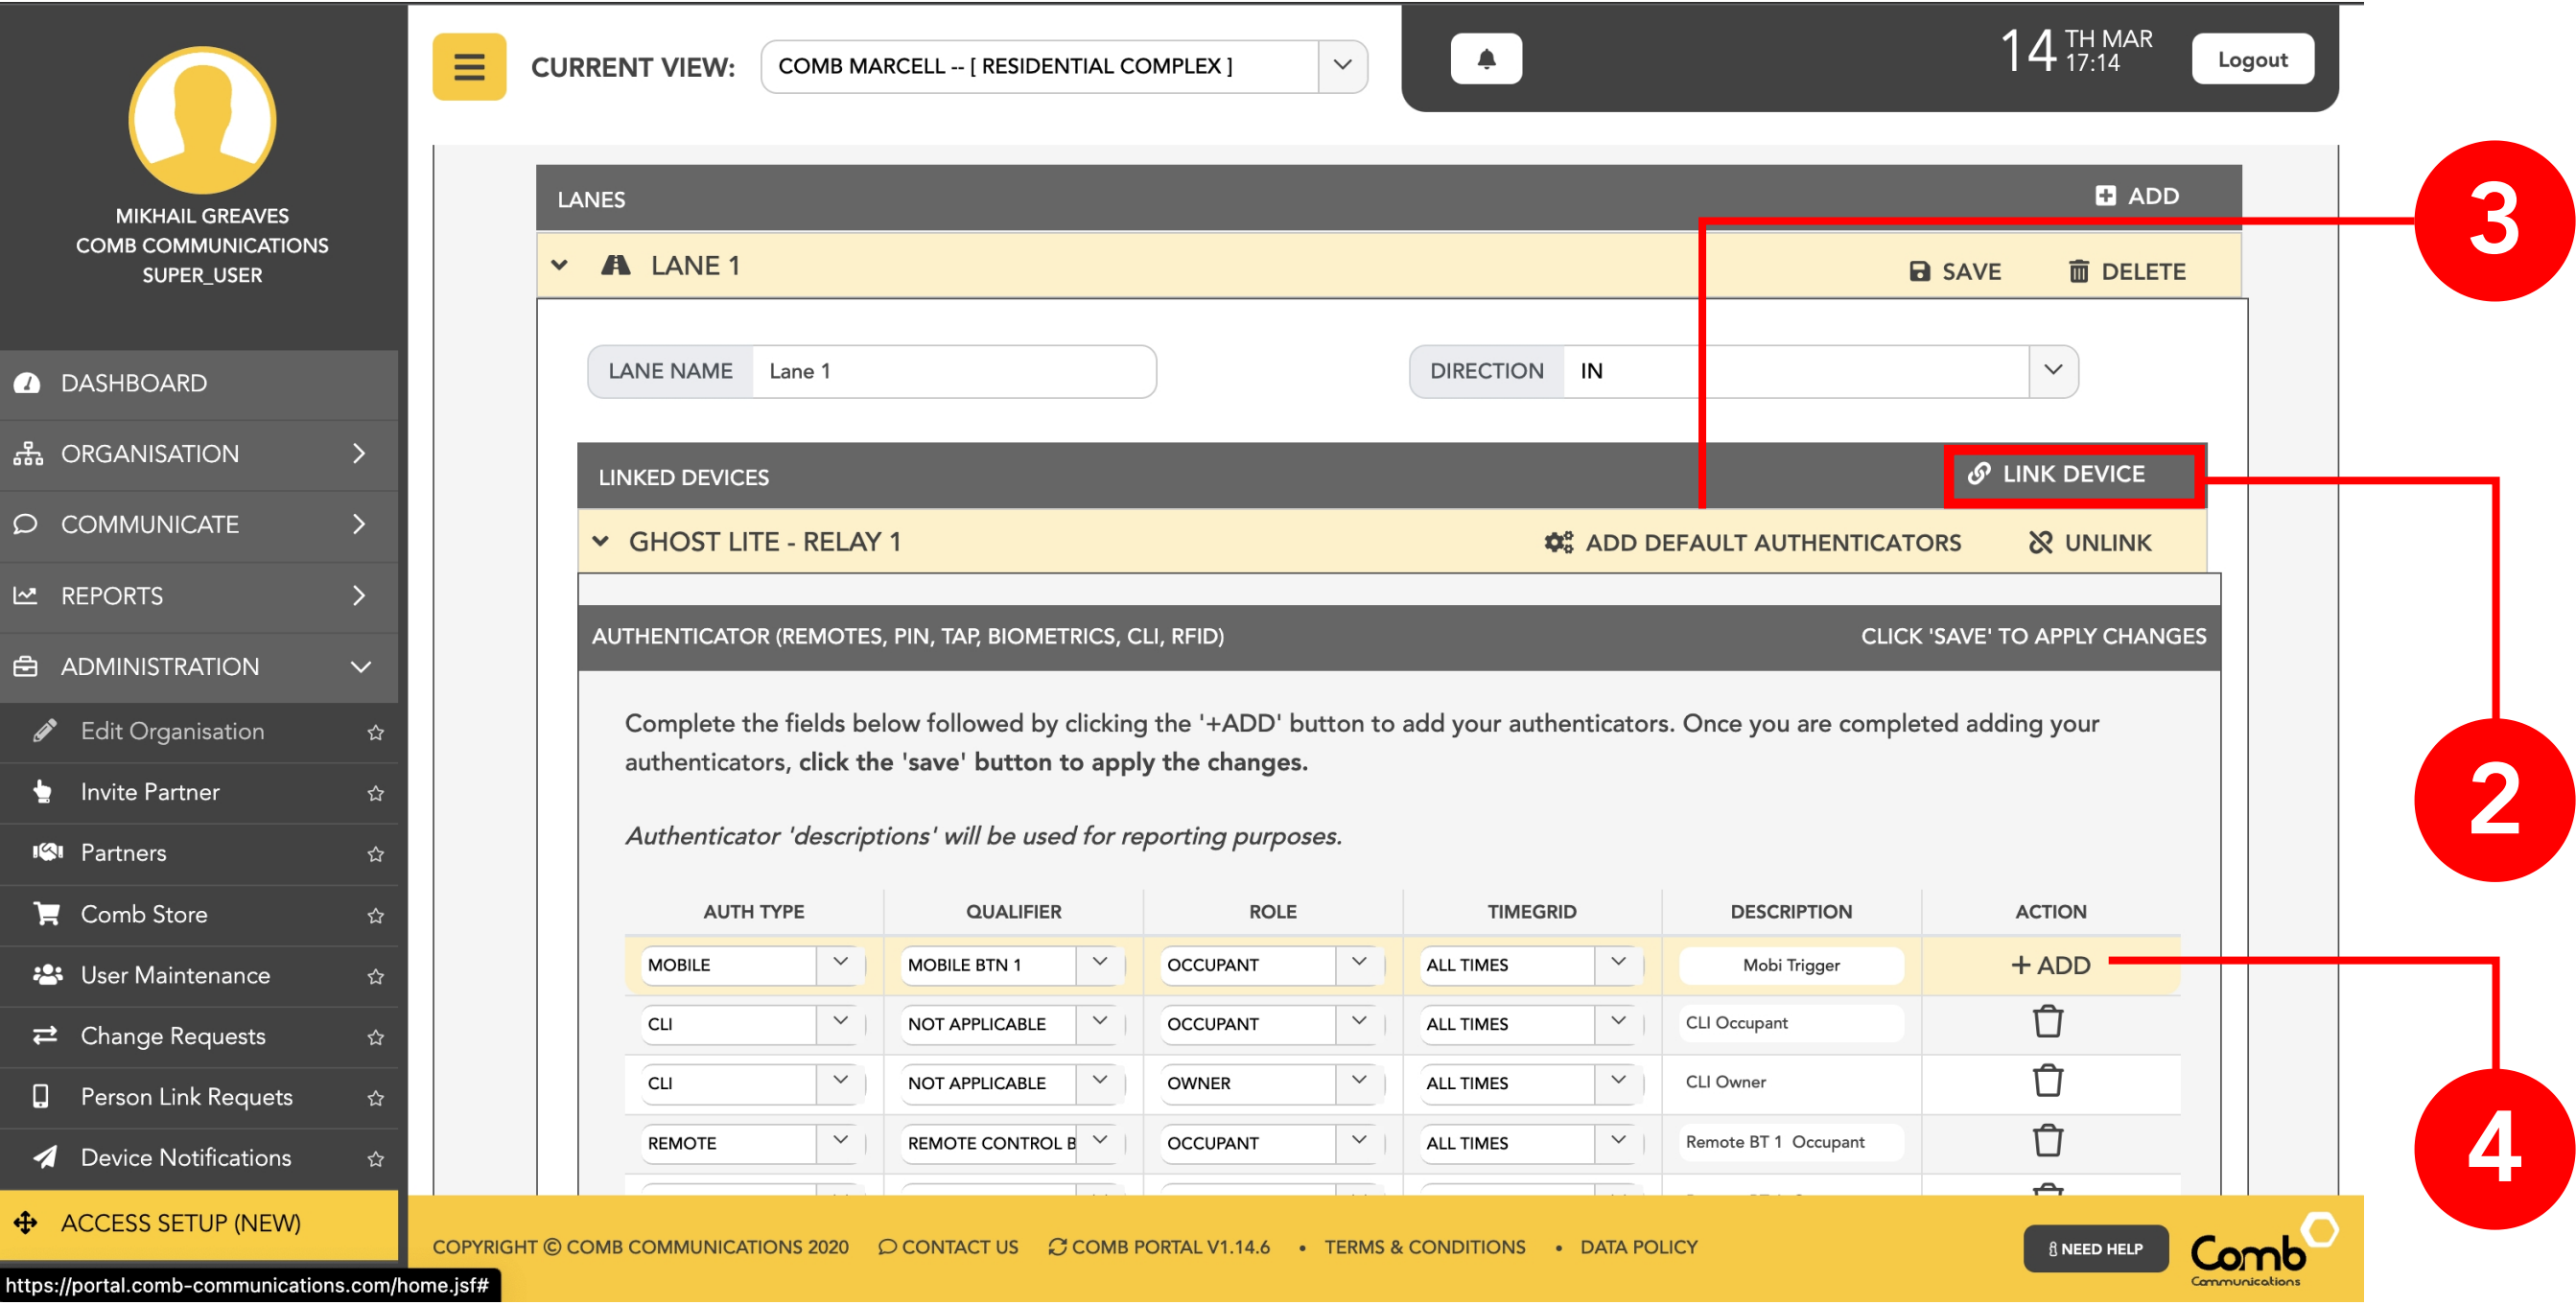 MIKHAIL GREAVES
COMB COMMUNICATIONS
SUPER_USER
DASHBOARD
ORGANISATION
COMMUNICATE
REPORTS
ADMINISTRATION
Edit Organisation
Invite Partner
Partners
Comb Store
User Maintenance
Change Requests
Person Link Requets
Device Notifications
ACCESS SETUP (NEW)
https://portal.comb-communications.com/home.jsf#
CURRENT VIEW: COMB MARCELL -- [ RESIDENTIAL COMPLEX ]
14 TH MAR 17:14
Logout
LANES ADD
LANE 1 SAVE DELETE
LANE NAME Lane 1 DIRECTION IN
LINKED DEVICES LINK DEVICE
GHOST LITE - RELAY 1 ADD DEFAULT AUTHENTICATORS UNLINK
AUTHENTICATOR (REMOTES, PIN, TAP, BIOMETRICS, CLI, RFID) CLICK 'SAVE' TO APPLY CHANGES
Complete the fields below followed by clicking the '+ADD' button to add your authenticators. Once you are completed adding your
authenticators, click the 'save' button to apply the changes.
Authenticator 'descriptions' will be used for reporting purposes.
AUTH TYPE QUALIFIER ROLE TIMEGRID DESCRIPTION ACTION
MOBILE MOBILE BTN 1 OCCUPANT ALL TIMES Mobi Trigger + ADD
CLI NOT APPLICABLE OCCUPANT ALL TIMES CLI Occupant
CLI NOT APPLICABLE OWNER ALL TIMES CLI Owner
REMOTE REMOTE CONTROL B OCCUPANT ALL TIMES Remote BT 1 Occupant
COPYRIGHT © COMB COMMUNICATIONS 2020 CONTACT US COMB PORTAL V1.14.6 • TERMS & CONDITIONS • DATA POLICY
NEED HELP
Comb
Communications
3
2
4